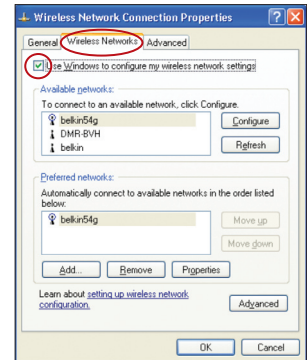 Wireless Network Connection Properties
General Wireless Networks Advanced
Use Windows to configure my wireless network settings
Available networks:
To connect to an available network, click Configure.
belkin54g
DMR-BVH
belkin
Configure
Refresh
Preferred networks:
Automatically connect to available networks in the order listed
below:
belkin54g
Move up
Move down
Add... Remove Properties
Learn about setting up wireless network
configuration.
Advanced
OK Cancel